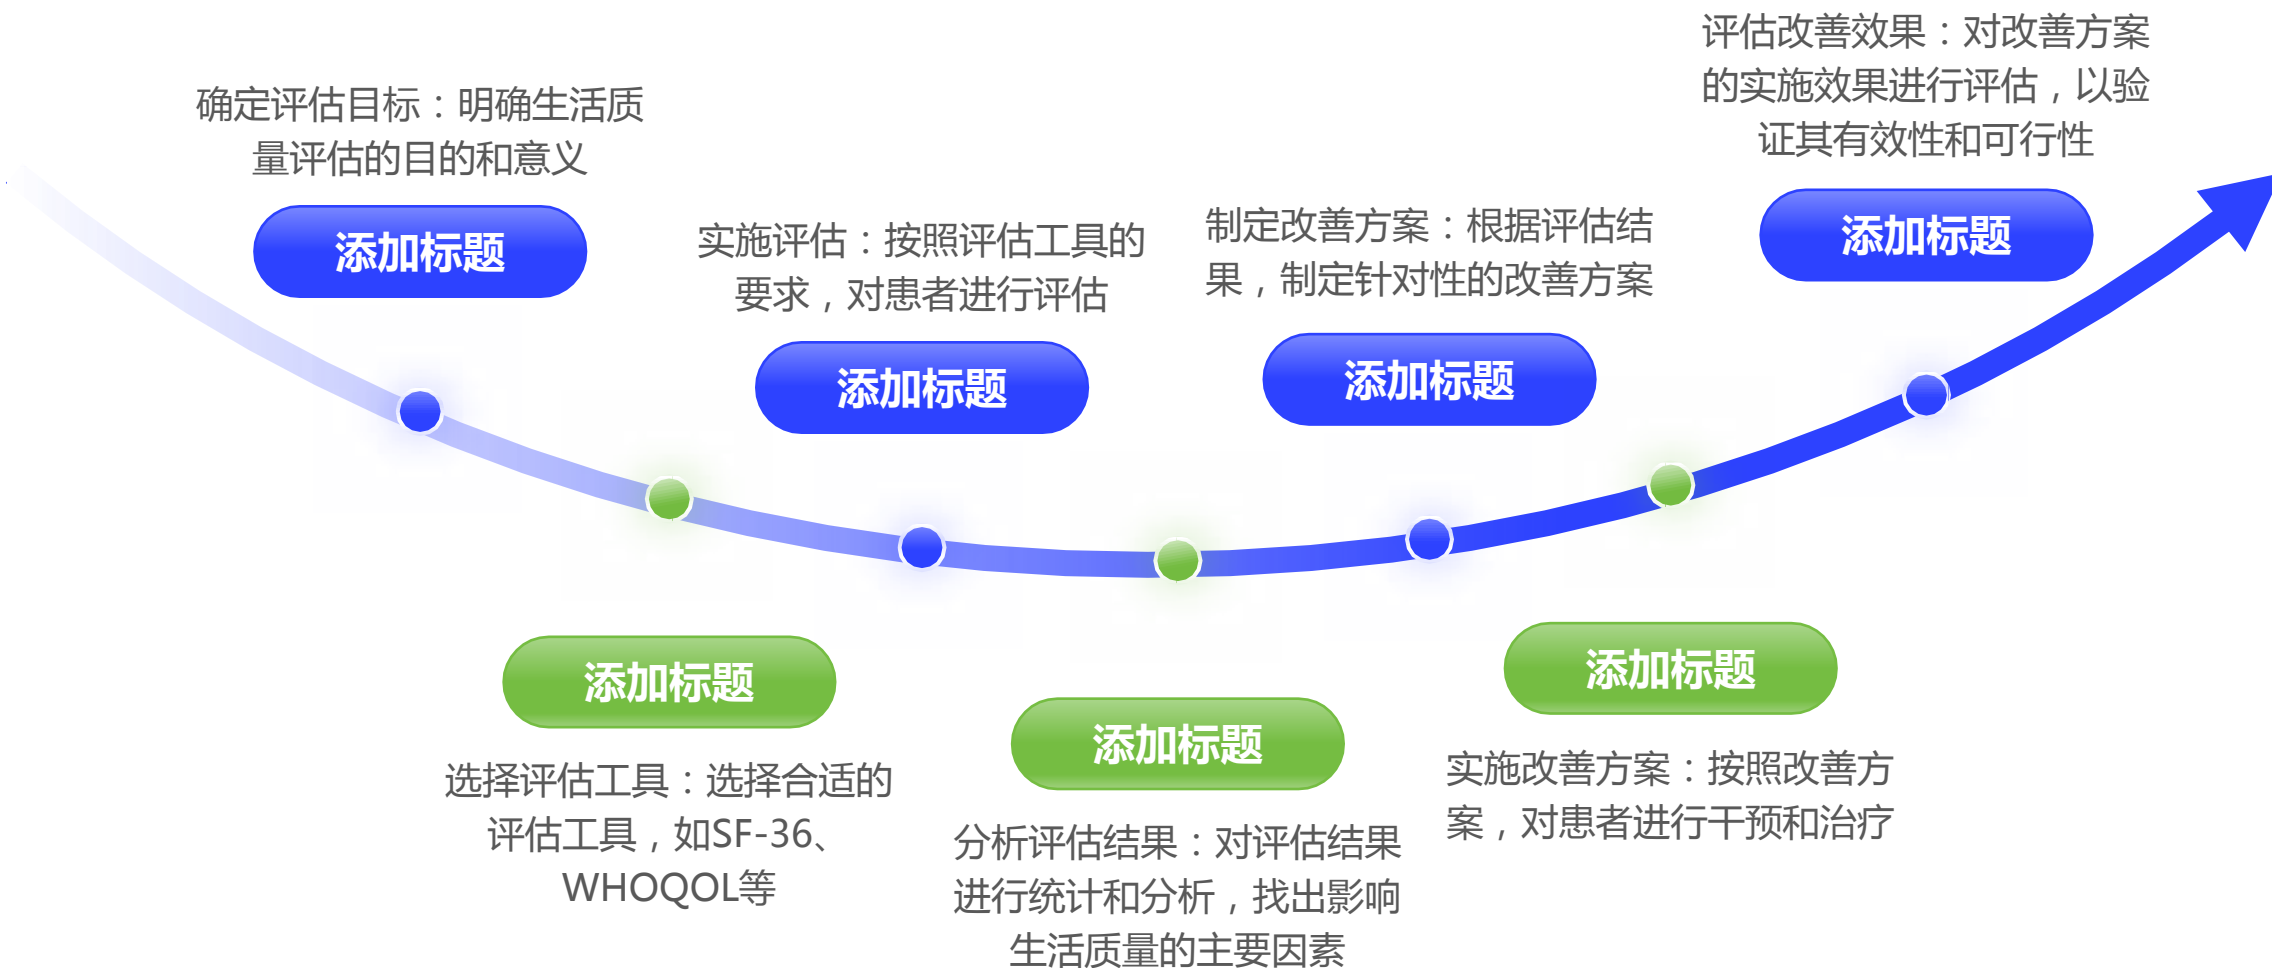 确定评估目标：明确生活质
量评估的目的和意义
添加标题
添加标题
选择评估工具：选择合适的
评估工具，如SF-36、
WHOQOL等
实施评估：按照评估工具的
要求，对患者进行评估
添加标题
添加标题
分析评估结果：对评估结果
进行统计和分析，找出影响
生活质量的主要因素
制定改善方案：根据评估结
果，制定针对性的改善方案
添加标题
添加标题
实施改善方案：按照改善方
案，对患者进行干预和治疗
评估改善效果：对改善方案
的实施效果进行评估，以验
证其有效性和可行性
添加标题